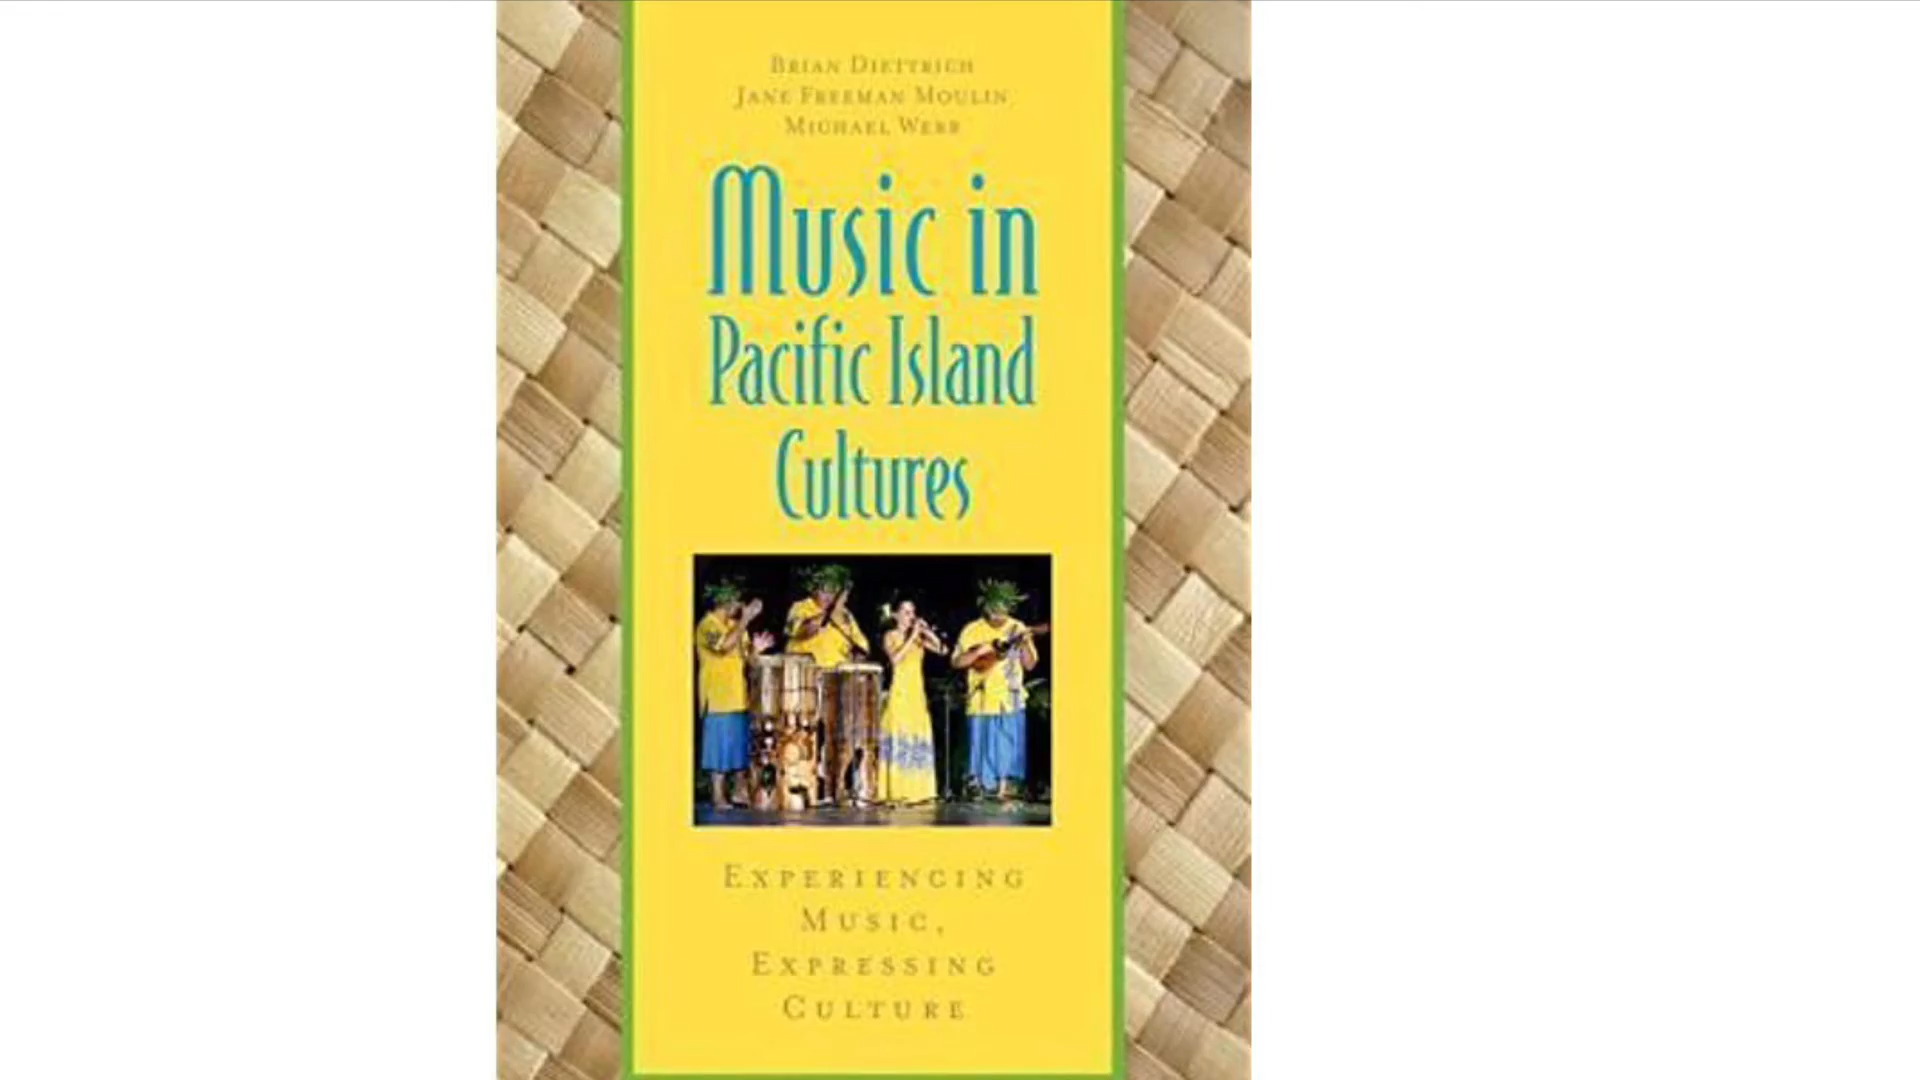 BRIAN DIETTRICH
JANE FREEMAN MOULIN
MICHAEL WEBB
Music in
Pacific Island
Cultures
EXPERIENCING
MUSIC,
EXPRESSING
CULTURE